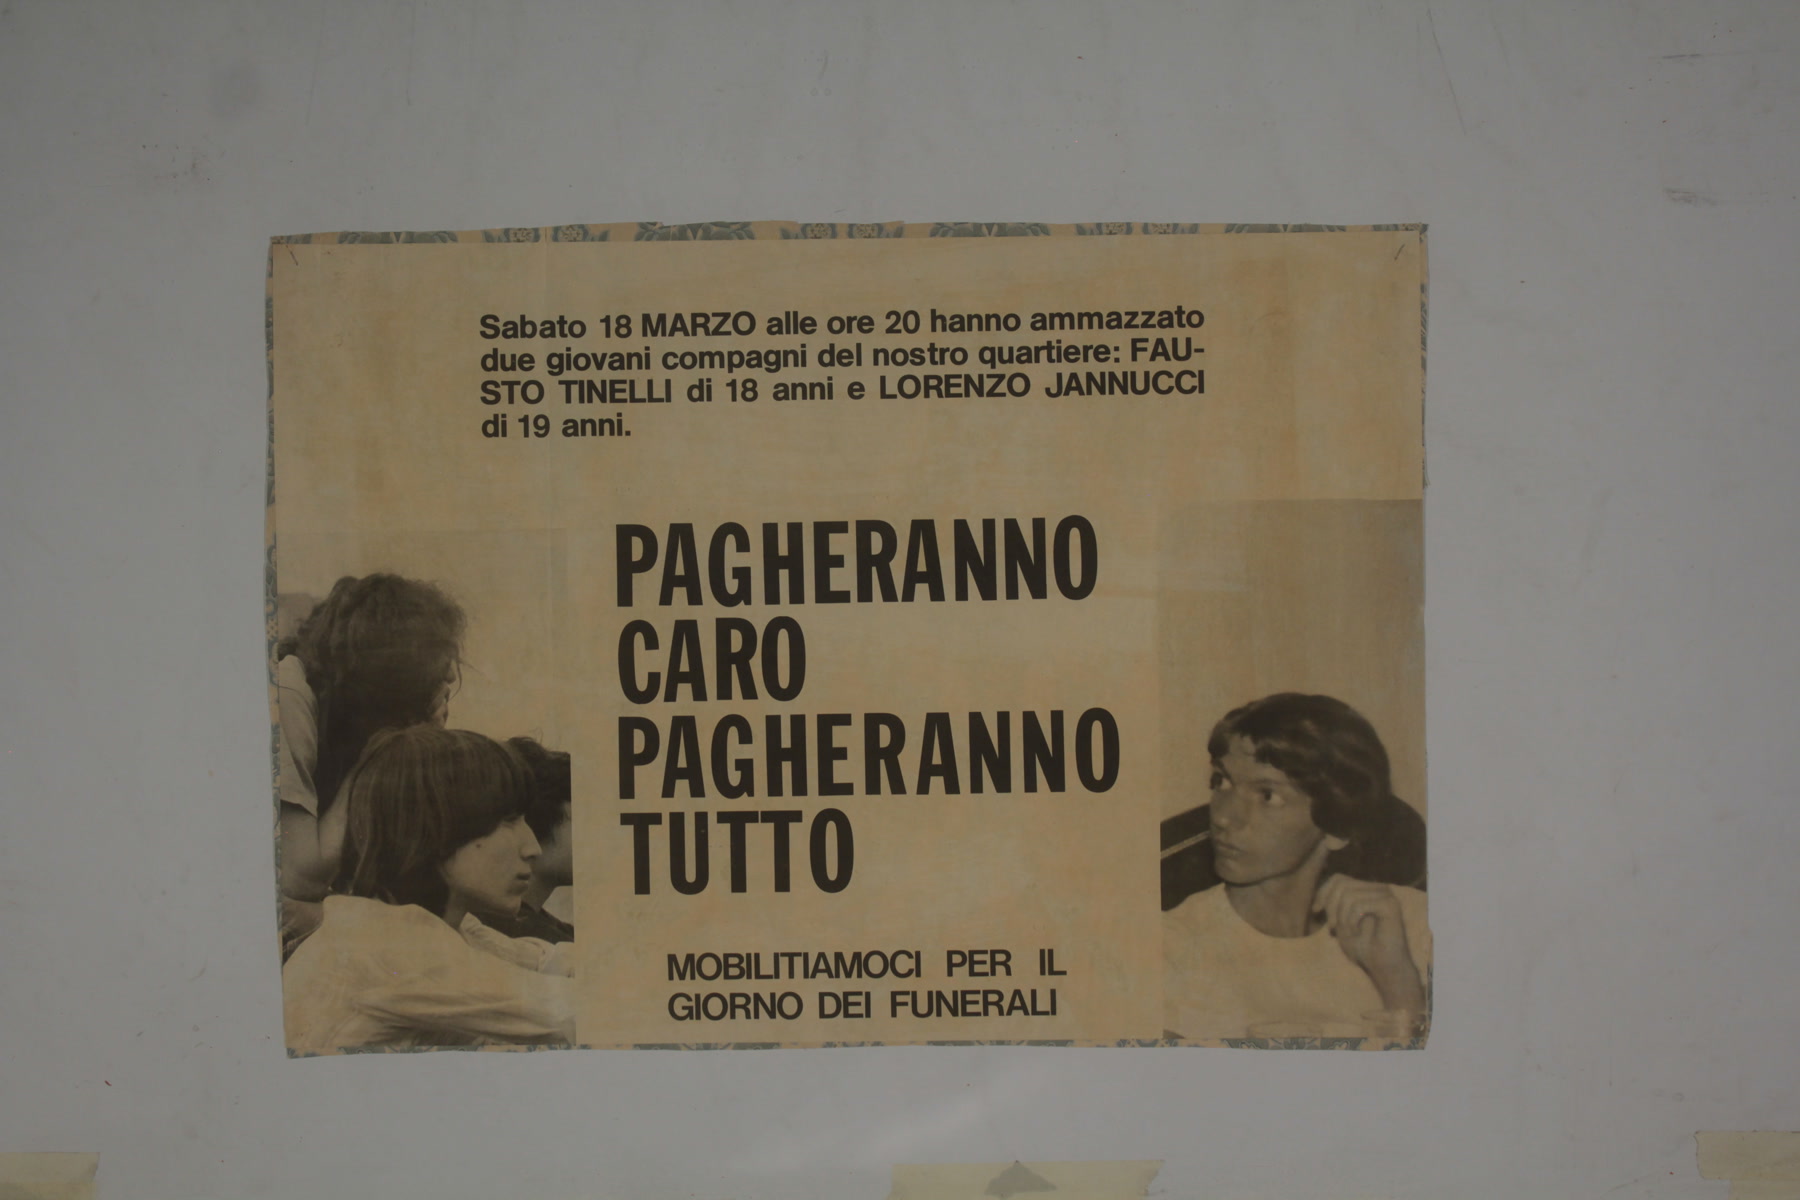 Sabato 18 MARZO alle ore 20 hanno ammazzato
due giovani compagni del nostro quartiere: FAU-
STO TINELLI di 18 anni e LORENZO JANNUCCI
di 19 anni.
PAGHERANNO
CARO
PAGHERANNO
TUTTO
MOBILITIAMOCI PER IL
GIORNO DEI FUNERALI